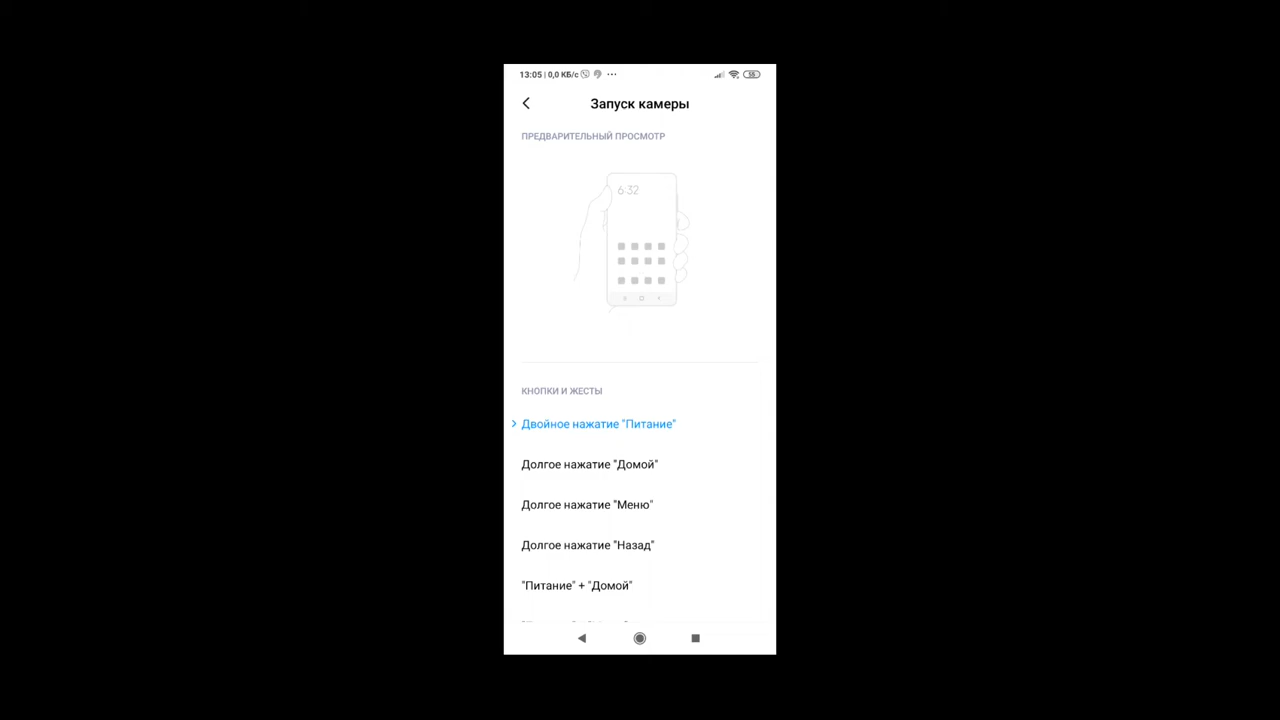 13:05 | 0,0 КБ/с ... 55
Запуск камеры
ПРЕДВАРИТЕЛЬНЫЙ ПРОСМОТР
6:32
КНОПКИ И ЖЕСТЫ
Двойное нажатие "Питание"
Долгое нажатие "Домой"
Долгое нажатие "Меню"
Долгое нажатие "Назад"
"Питание" + "Домой"